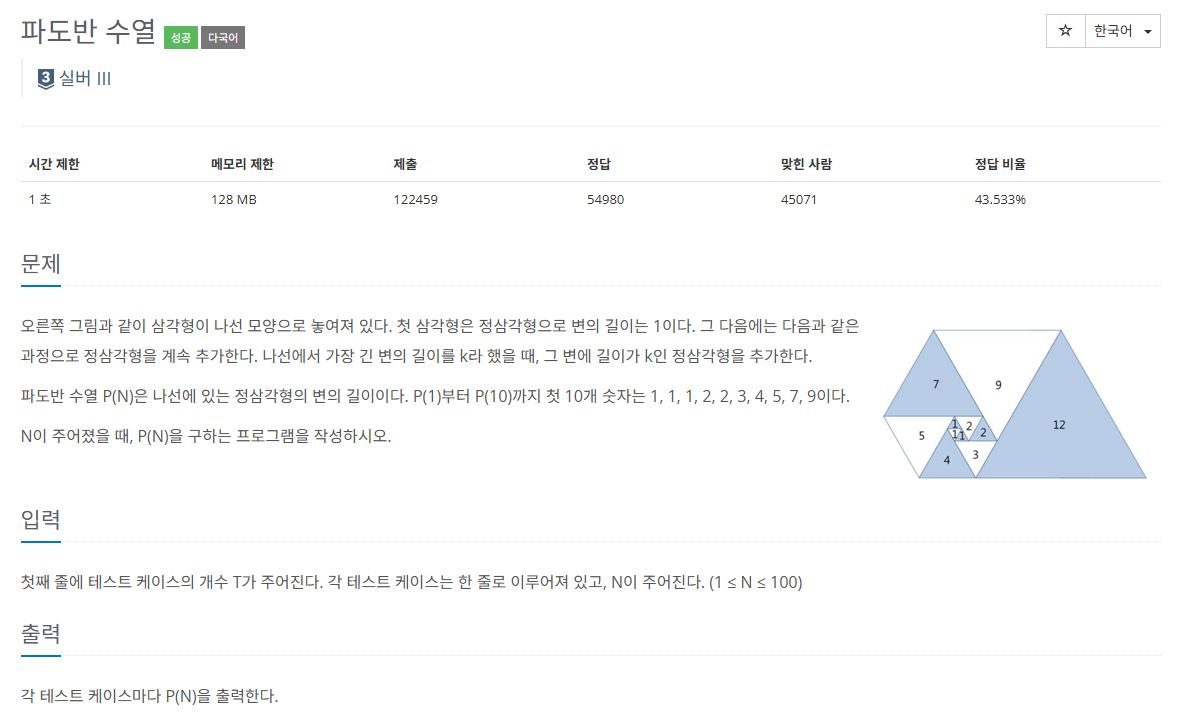 파도반 수열 성공 다국어
☆ 한국어
3 실버 III
시간 제한 메모리 제한 제출 정답 맞힌 사람 정답 비율
1 초 128 MB 122459 54980 45071 43.533%
문제
오른쪽 그림과 같이 삼각형이 나선 모양으로 놓여져 있다. 첫 삼각형은 정삼각형으로 변의 길이는 1이다. 그 다음에는 다음과 같은
과정으로 정삼각형을 계속 추가한다. 나선에서 가장 긴 변의 길이를 k라 했을 때, 그 변에 길이가 k인 정삼각형을 추가한다.
파도반 수열 P(N)은 나선에 있는 정삼각형의 변의 길이이다. P(1)부터 P(10)까지 첫 10개 숫자는 1, 1, 1, 2, 2, 3, 4, 5, 7, 9이다.
N이 주어졌을 때, P(N)을 구하는 프로그램을 작성하시오.
7 9
12
1 2
5 1 1 2
4 3
입력
첫째 줄에 테스트 케이스의 개수 T가 주어진다. 각 테스트 케이스는 한 줄로 이루어져 있고, N이 주어진다. (1 ≤ N ≤ 100)
출력
각 테스트 케이스마다 P(N)을 출력한다.